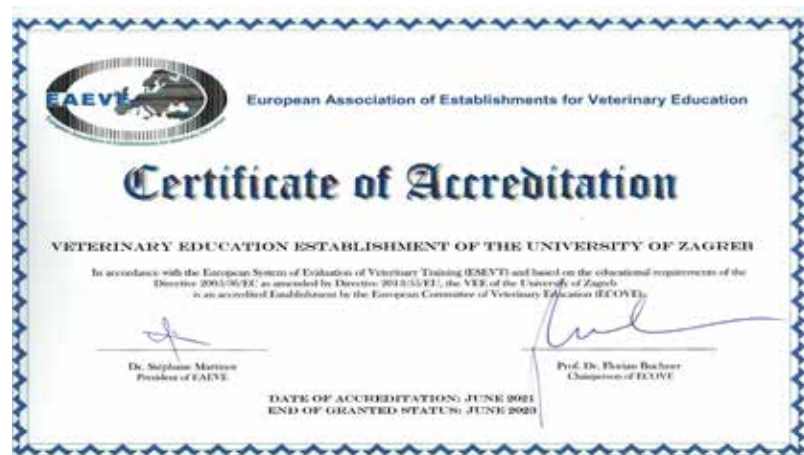 EAEVE
European Association of Establishments for Veterinary Education
Certificate of Accreditation
VETERINARY EDUCATION ESTABLISHMENT OF THE UNIVERSITY OF ZAGREB
In accordance with the European System of Evaluation of Veterinary Training (ESEVT) and based on the educational requirements of the
Directive 2005/36/EC as amended by Directive 2013/55/EU, the VEE of the University of Zagreb
is an accredited Establishment by the European Committee of Veterinary Education (ECOVE).
Dr. Stéphane Martinot
President of EAEVE
Prof. Dr. Florian Buchner
Chairperson of ECOVE
DATE OF ACCREDITATION: JUNE 2021
END OF GRANTED STATUS: JUNE